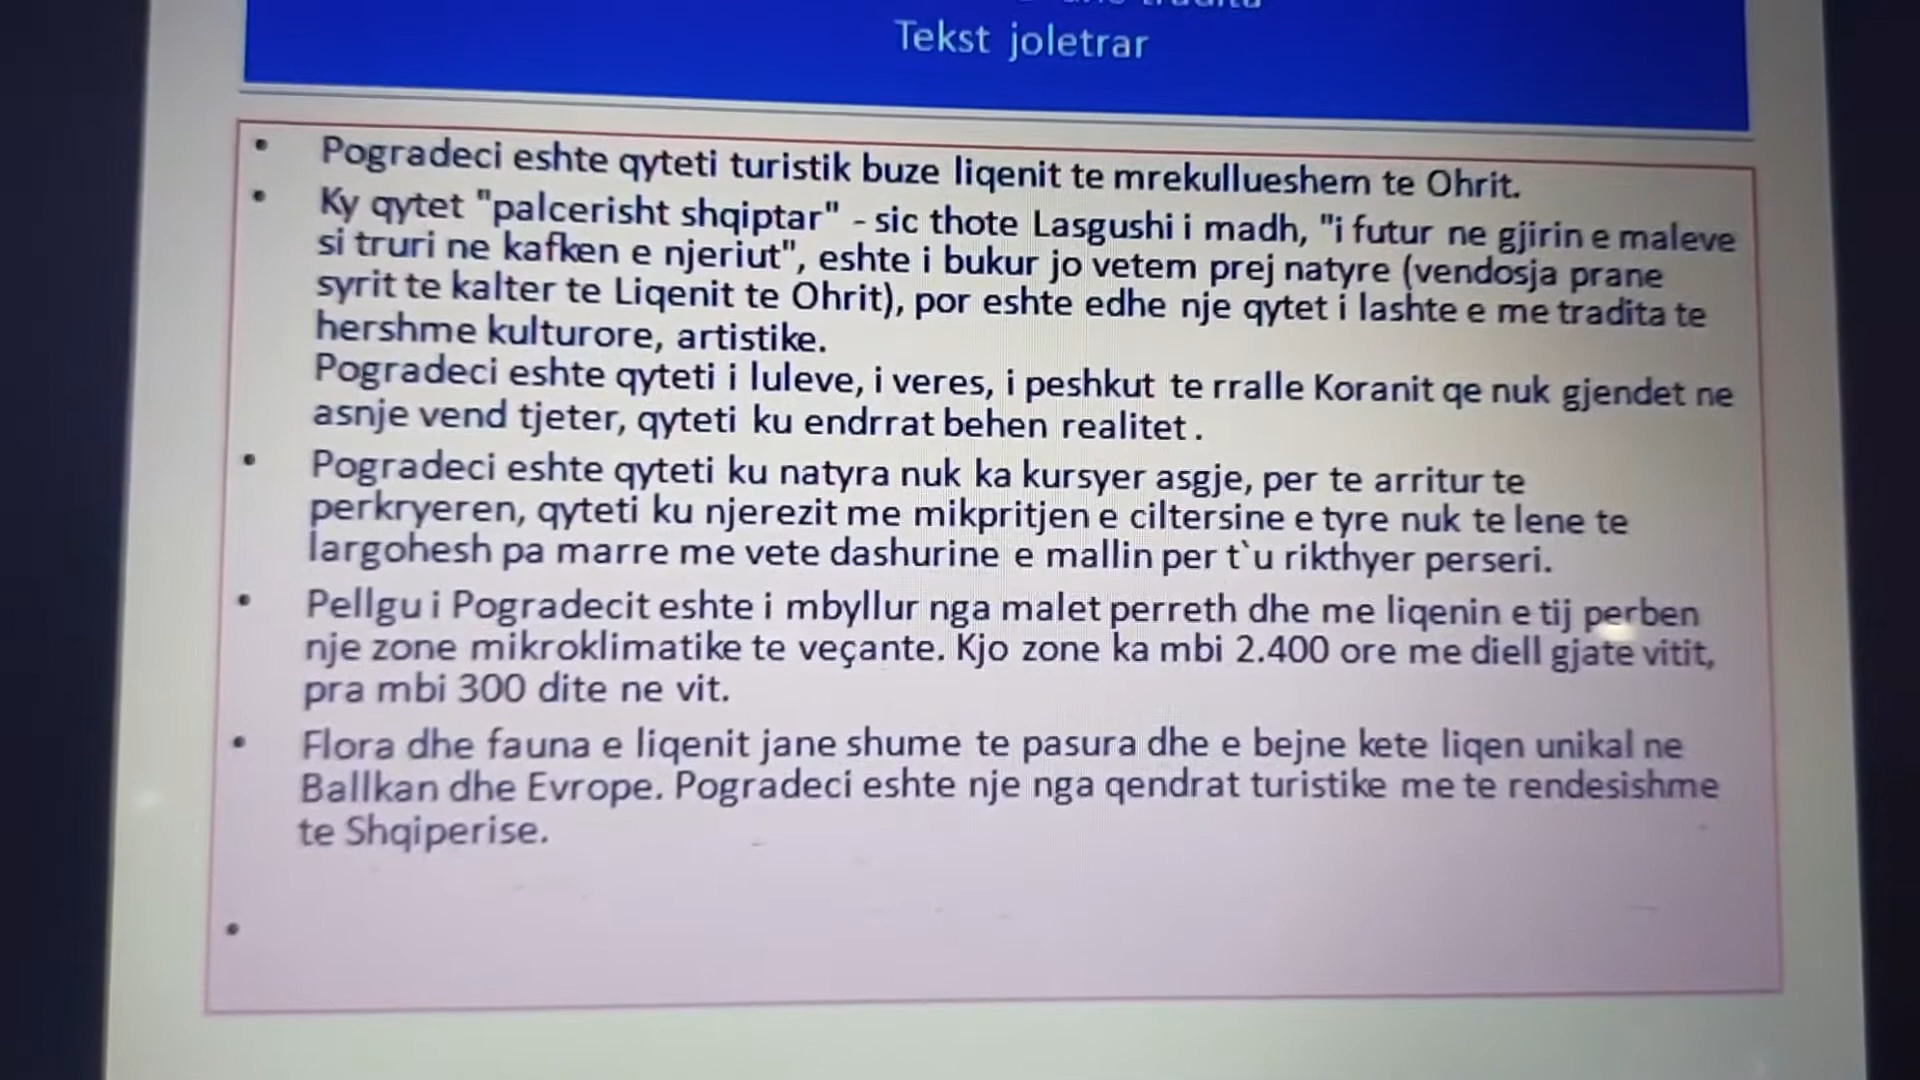 Tekst joletrar
• Pogradeci eshte qyteti turistik buze liqenit te mrekullueshem te Ohrit.
• Ky qytet "palcerisht shqiptar" - sic thote Lasgushi i madh, "i futur ne gjirin e maleve
si truri ne kafken e njeriut", eshte i bukur jo vetem prej natyre (vendosja prane
syrit te kalter te Liqenit te Ohrit), por eshte edhe nje qytet i lashte e me tradita te
hershme kulturore, artistike.
Pogradeci eshte qyteti i luleve, i veres, i peshkut te rralle Koranit qe nuk gjendet ne
asnje vend tjeter, qyteti ku endrrat behen realitet.
• Pogradeci eshte qyteti ku natyra nuk ka kursyer asgje, per te arritur te
perkryeren, qyteti ku njerezit me mikpritjen e ciltersine e tyre nuk te lene te
largohesh pa marre me vete dashurine e mallin per t`u rikthyer perseri.
• Pellgu i Pogradecit eshte i mbyllur nga malet perreth dhe me liqenin e tij perben
nje zone mikroklimatike te veçante. Kjo zone ka mbi 2.400 ore me diell gjate vitit,
pra mbi 300 dite ne vit.
• Flora dhe fauna e liqenit jane shume te pasura dhe e bejne kete liqen unikal ne
Ballkan dhe Evrope. Pogradeci eshte nje nga qendrat turistike me te rendesishme
te Shqiperise.
•